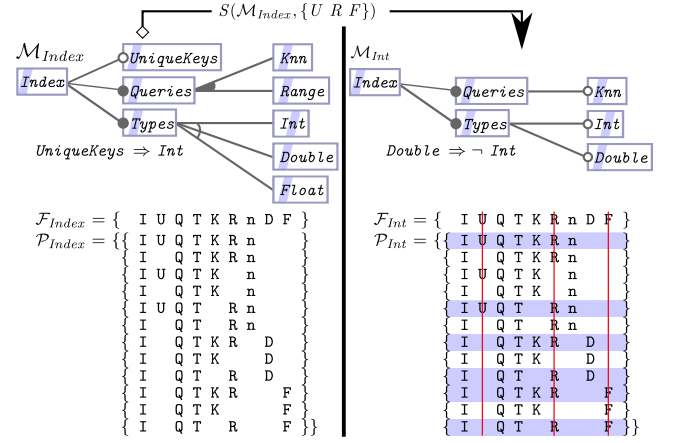 S(M_Index, {U R F})
M_Index
UniqueKeys
Index
Queries
Types
Knn
Range
Int
Double
Float
UniqueKeys ⇒ Int
M_Int
Index
Queries
Types
Knn
Int
Double
Double ⇒ ¬ Int
F_Index = { I U Q T K R n D F }
P_Index = {{ I U Q T K R n }
{ I Q T K R n }
{ I U Q T K n }
{ I Q T K n }
{ I U Q T R n }
{ I Q T R n }
{ I Q T K R D }
{ I Q T K D }
{ I Q T R D }
{ I Q T K R F }
{ I Q T K F }
{ I Q T R F }}
F_Int = { I U Q T K R n D F }
P_Int = {{ I U Q T K R n }
{ I Q T K R n }
{ I U Q T K n }
{ I Q T K n }
{ I U Q T R n }
{ I Q T R n }
{ I Q T K R D }
{ I Q T K D }
{ I Q T R D }
{ I Q T K R F }
{ I Q T K F }
{ I Q T R F }}